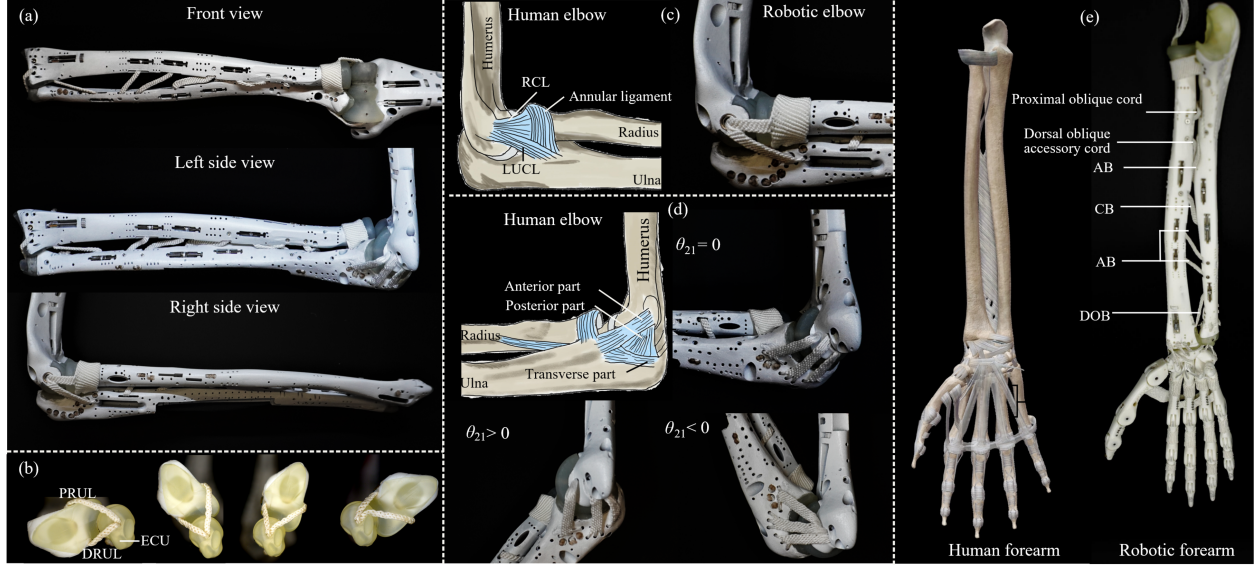 (a)
Front view
Left side view
Right side view
(b)
PRUL
DRUL
ECU
Human elbow
(c)
Robotic elbow
Humerus
RCL
Annular ligament
Radius
LUCL
Ulna
Human elbow
(d)
θ21= 0
Humerus
Anterior part
Posterior part
Radius
Transverse part
Ulna
θ21> 0
θ21< 0
(e)
Proximal oblique cord
Dorsal oblique
accessory cord
AB
CB
AB
DOB
Human forearm
Robotic forearm